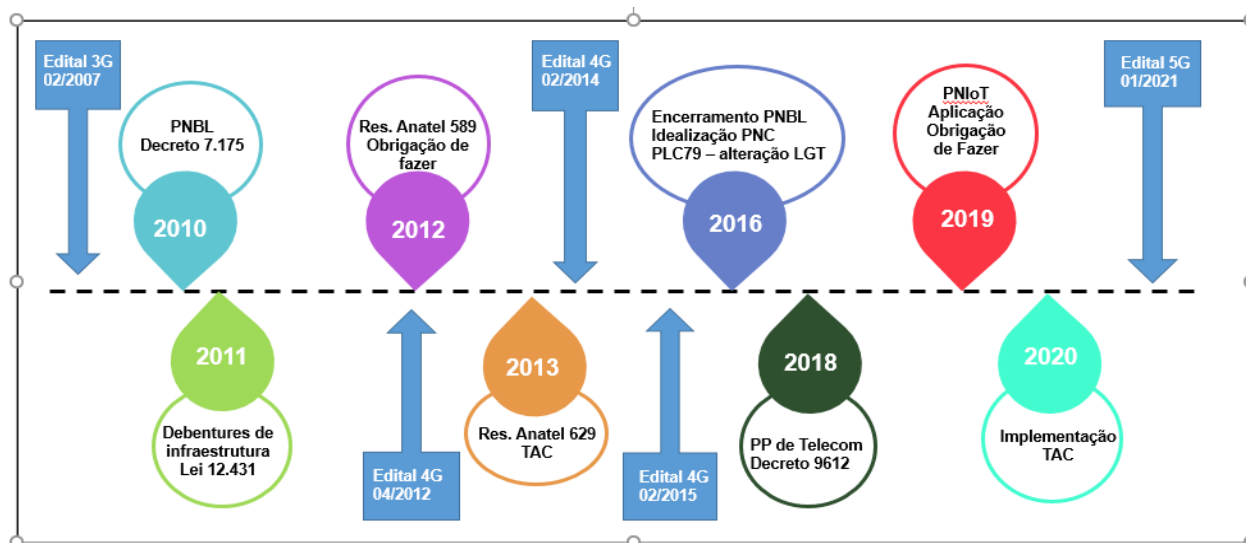 Edital 3G
02/2007
PNBL
Decreto 7.175
2010
Res. Anatel 589
Obrigação de
fazer
2012
Edital 4G
02/2014
Encerramento PNBL
Idealização PNC
PLC79 – alteração LGT
2016
PNIoT
Aplicação
Obrigação
de Fazer
2019
Edital 5G
01/2021
2011
Debentures de
infraestrutura
Lei 12.431
Edital 4G
04/2012
2013
Res. Anatel 629
TAC
Edital 4G
02/2015
2018
PP de Telecom
Decreto 9612
2020
Implementação
TAC